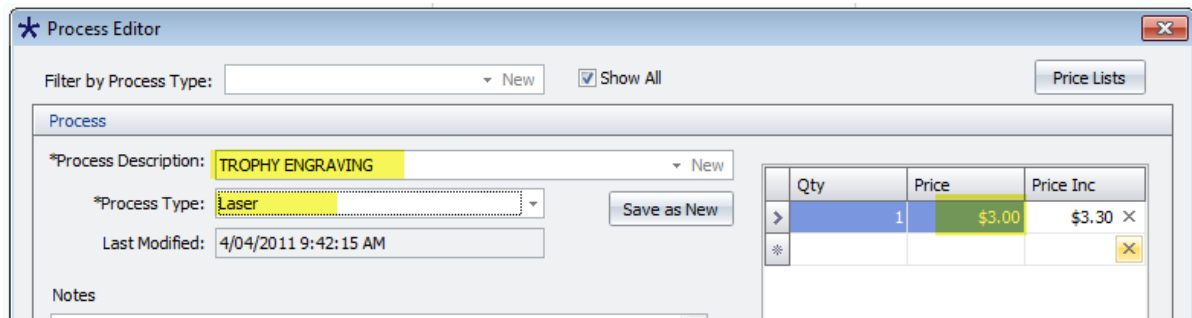 Process Editor
Filter by Process Type: New Show All Price Lists
Process
*Process Description: TROPHY ENGRAVING New
*Process Type: Laser Save as New
Last Modified: 4/04/2011 9:42:15 AM
Notes
Qty Price Price Inc
1 $3.00 $3.30